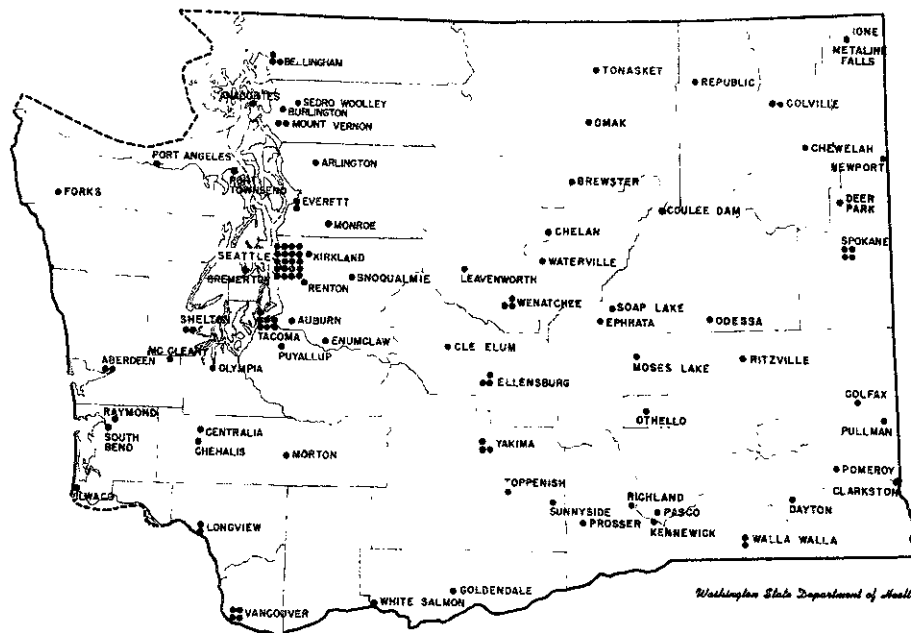 IONE
METALINE
FALLS
BELLINGHAM
TONASKET
REPUBLIC
ANACORTES
SEDRO WOOLLEY
BURLINGTON
MOUNT VERNON
COLVILLE
OMAK
CHEWELAH
NEWPORT
PORT ANGELES
ARLINGTON
PORT
TOWNSEND
FORKS
BREWSTER
EVERETT
DEER
PARK
COULEE DAM
MONROE
CHELAN
SPOKANE
SEATTLE
KIRKLAND
WATERVILLE
BREMERTON
SNOQUALMIE
LEAVENWORTH
RENTON
WENATCHEE
SOAP LAKE
SHELTON
AUBURN
EPHRATA
ODESSA
TACOMA
ENUMCLAW
PUYALLUP
CLE ELUM
MC CLEARY
ABERDEEN
OLYMPIA
MOSES LAKE
RITZVILLE
ELLENSBURG
COLFAX
RAYMOND
OTHELLO
SOUTH
BEND
CENTRALIA
CHEHALIS
PULLMAN
YAKIMA
MORTON
POMEROY
TOPPENISH
CLARKSTON
ILWACO
RICHLAND
SUNNYSIDE
PASCO
DAYTON
PROSSER
KENNEWICK
LONGVIEW
WALLA WALLA
GOLDENDALE
WHITE SALMON
VANCOUVER
Washington State Department of Healt